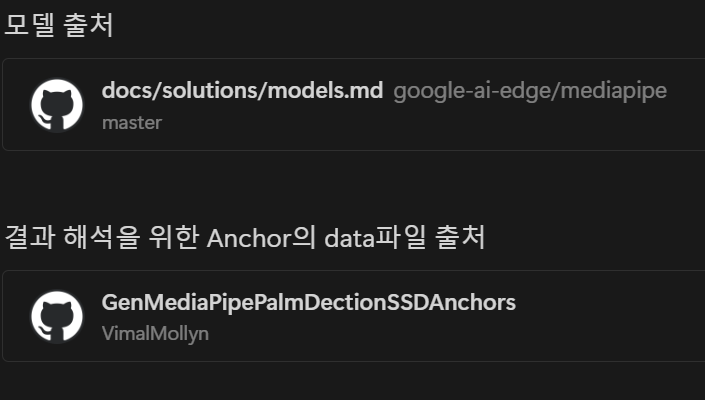 모델 출처
docs/solutions/models.md google-ai-edge/mediapipe
master
결과 해석을 위한 Anchor의 data파일 출처
GenMediaPipePalmDectionSSDAnchors
VimalMollyn